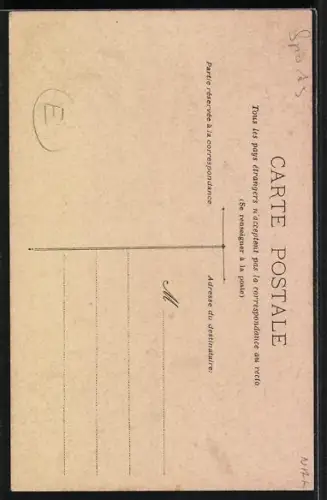 CARTE POSTALE
Tous les pays étrangers n'acceptent pas la correspondance au recto
(Se renseigner à la poste)
Partie réservée à la correspondance.
Adresse du destinataire.
M
E